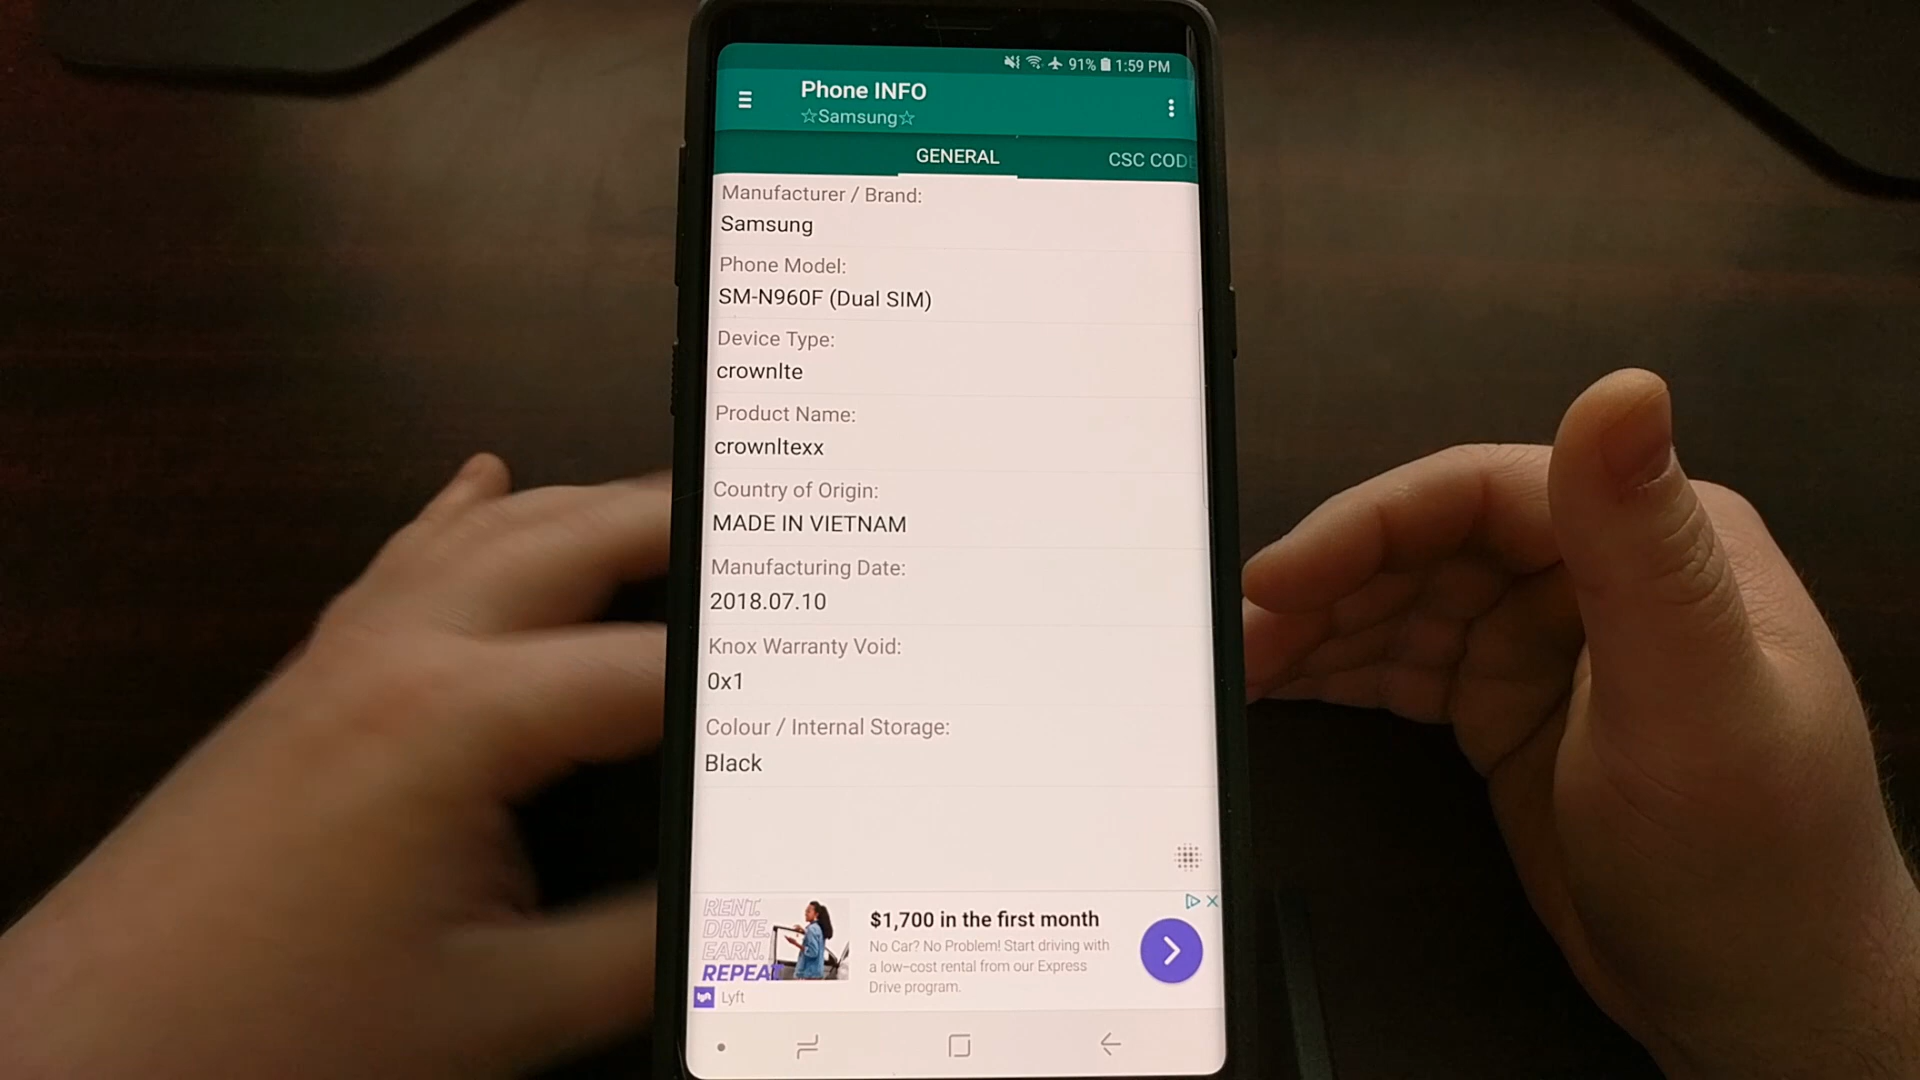 91% 1:59 PM
Phone INFO
☆Samsung☆
GENERAL
CSC CODE
Manufacturer / Brand:
Samsung
Phone Model:
SM-N960F (Dual SIM)
Device Type:
crownlte
Product Name:
crownltexx
Country of Origin:
MADE IN VIETNAM
Manufacturing Date:
2018.07.10
Knox Warranty Void:
0x1
Colour / Internal Storage:
Black
RENT.
DRIVE.
EARN.
REPEAT
Lyft
$1,700 in the first month
No Car? No Problem! Start driving with
a low-cost rental from our Express
Drive program.